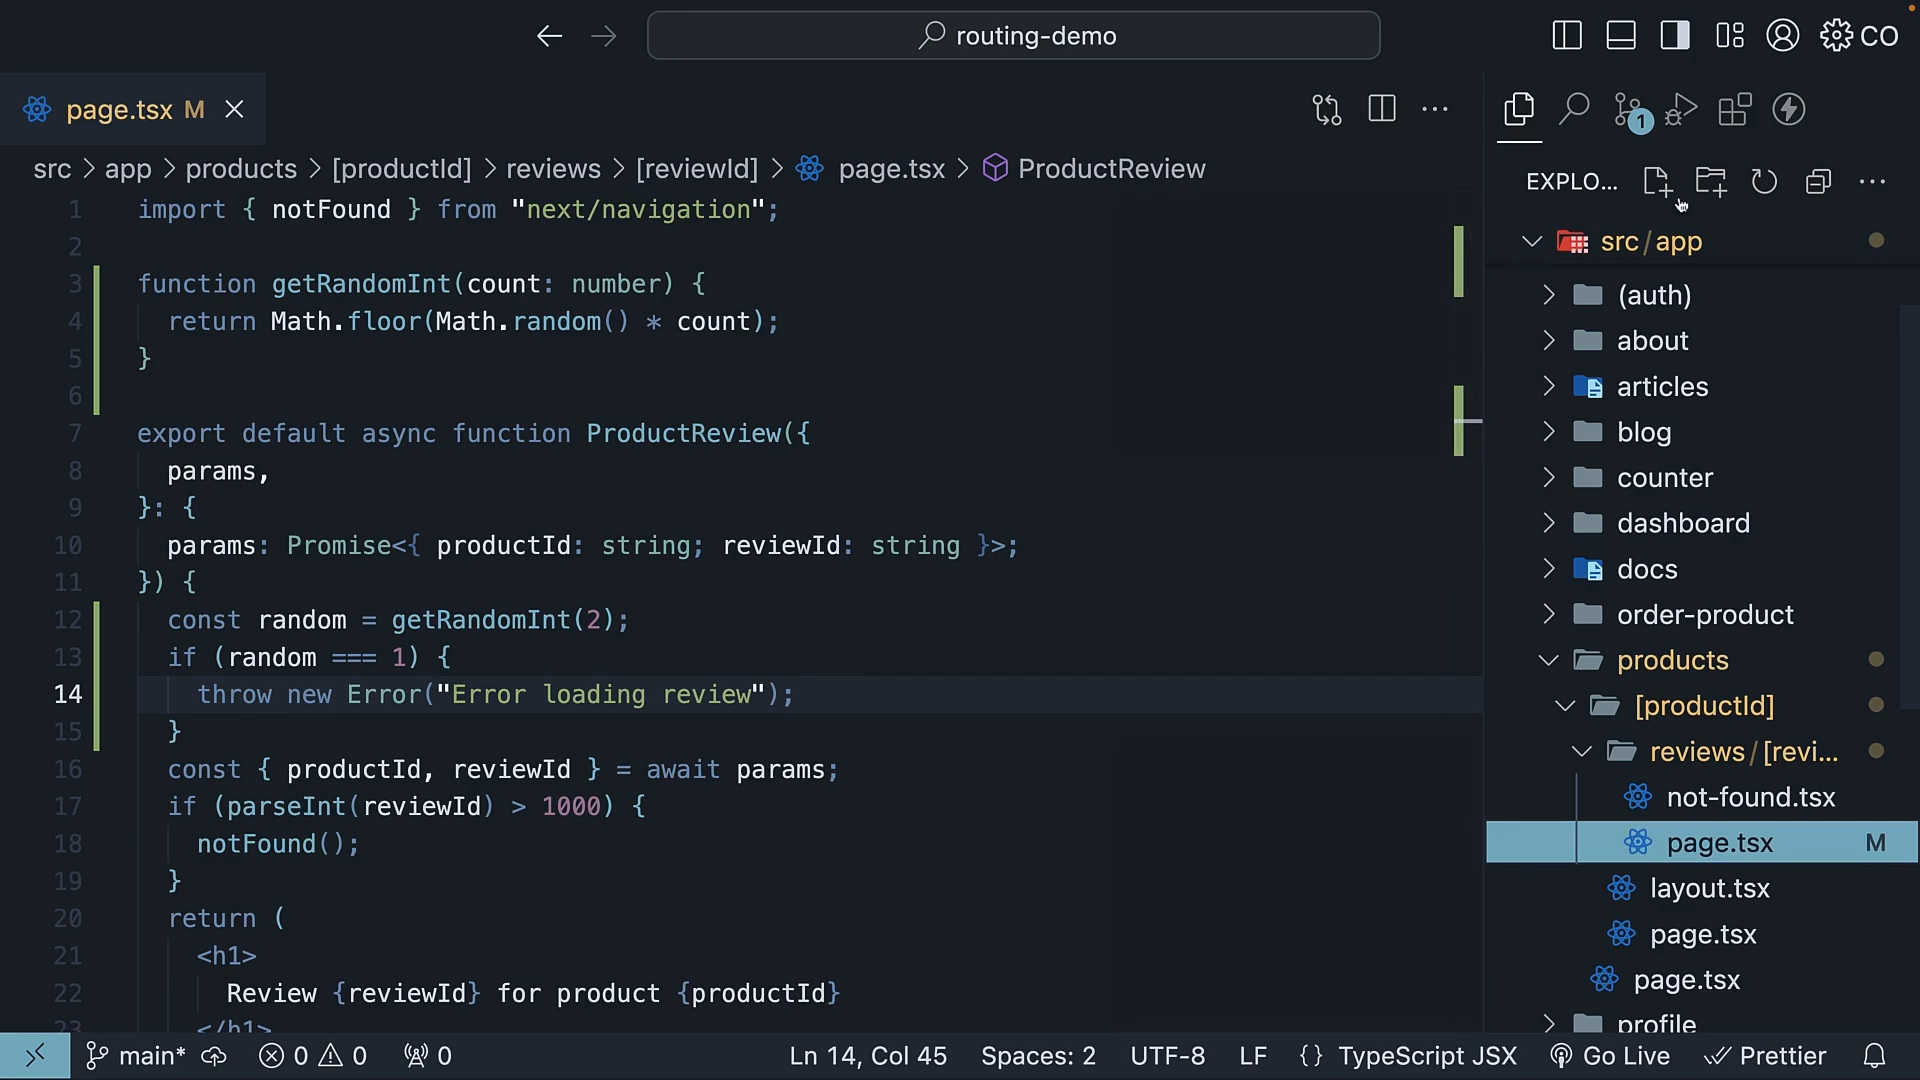 routing-demo
CO
page.tsx M
1
src > app > products > [productId] > reviews > [reviewId] > page.tsx > ProductReview
EXPLO...
1 import { notFound } from "next/navigation";
2
3 function getRandomInt(count: number) {
4 return Math.floor(Math.random() * count);
5 }
6
7 export default async function ProductReview({
8 params,
9 }: {
10 params: Promise<{ productId: string; reviewId: string }>;
11 }) {
12 const random = getRandomInt(2);
13 if (random === 1) {
14 throw new Error("Error loading review");
15 }
16 const { productId, reviewId } = await params;
17 if (parseInt(reviewId) > 1000) {
18 notFound();
19 }
20 return (
21 <h1>
22 Review {reviewId} for product {productId}
23 </h1>
src/app
(auth)
about
articles
blog
counter
dashboard
docs
order-product
products
[productId]
reviews/[revi...
not-found.tsx
page.tsx M
layout.tsx
page.tsx
page.tsx
profile
main* 0 0 0 Ln 14, Col 45 Spaces: 2 UTF-8 LF {} TypeScript JSX Go Live Prettier